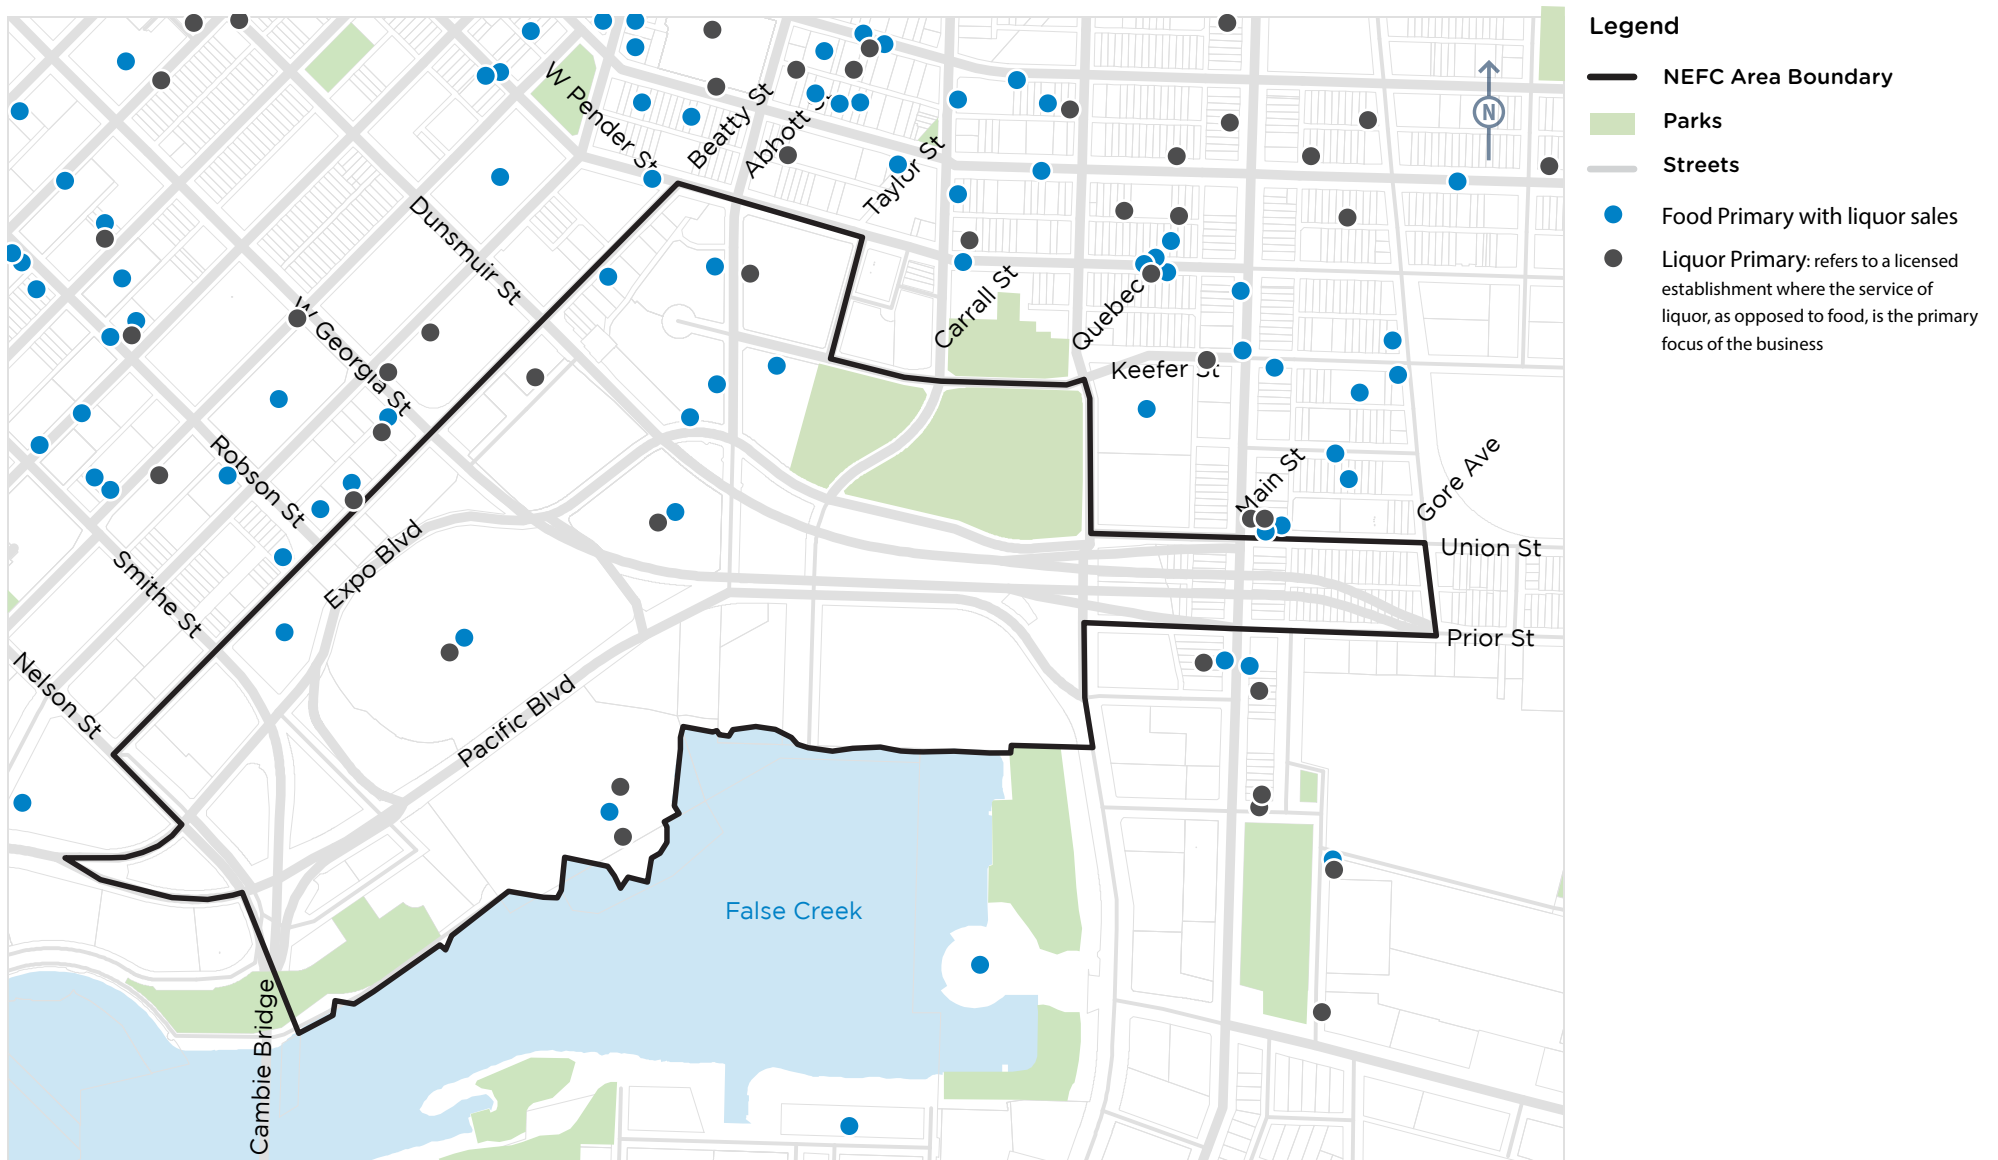 W Pender St
Beatty St
Abbott St
Taylor St
Dunsmuir St
W Georgia St
Carrall St
Quebec
Keefer St
Robson St
Main St
Gore Ave
Union St
Expo Blvd
Smithe St
Prior St
Nelson St
Pacific Blvd
False Creek
Cambie Bridge
N
Legend
NEFC Area Boundary
Parks
Streets
Food Primary with liquor sales
Liquor Primary: refers to a licensed
establishment where the service of
liquor, as opposed to food, is the primary
focus of the business